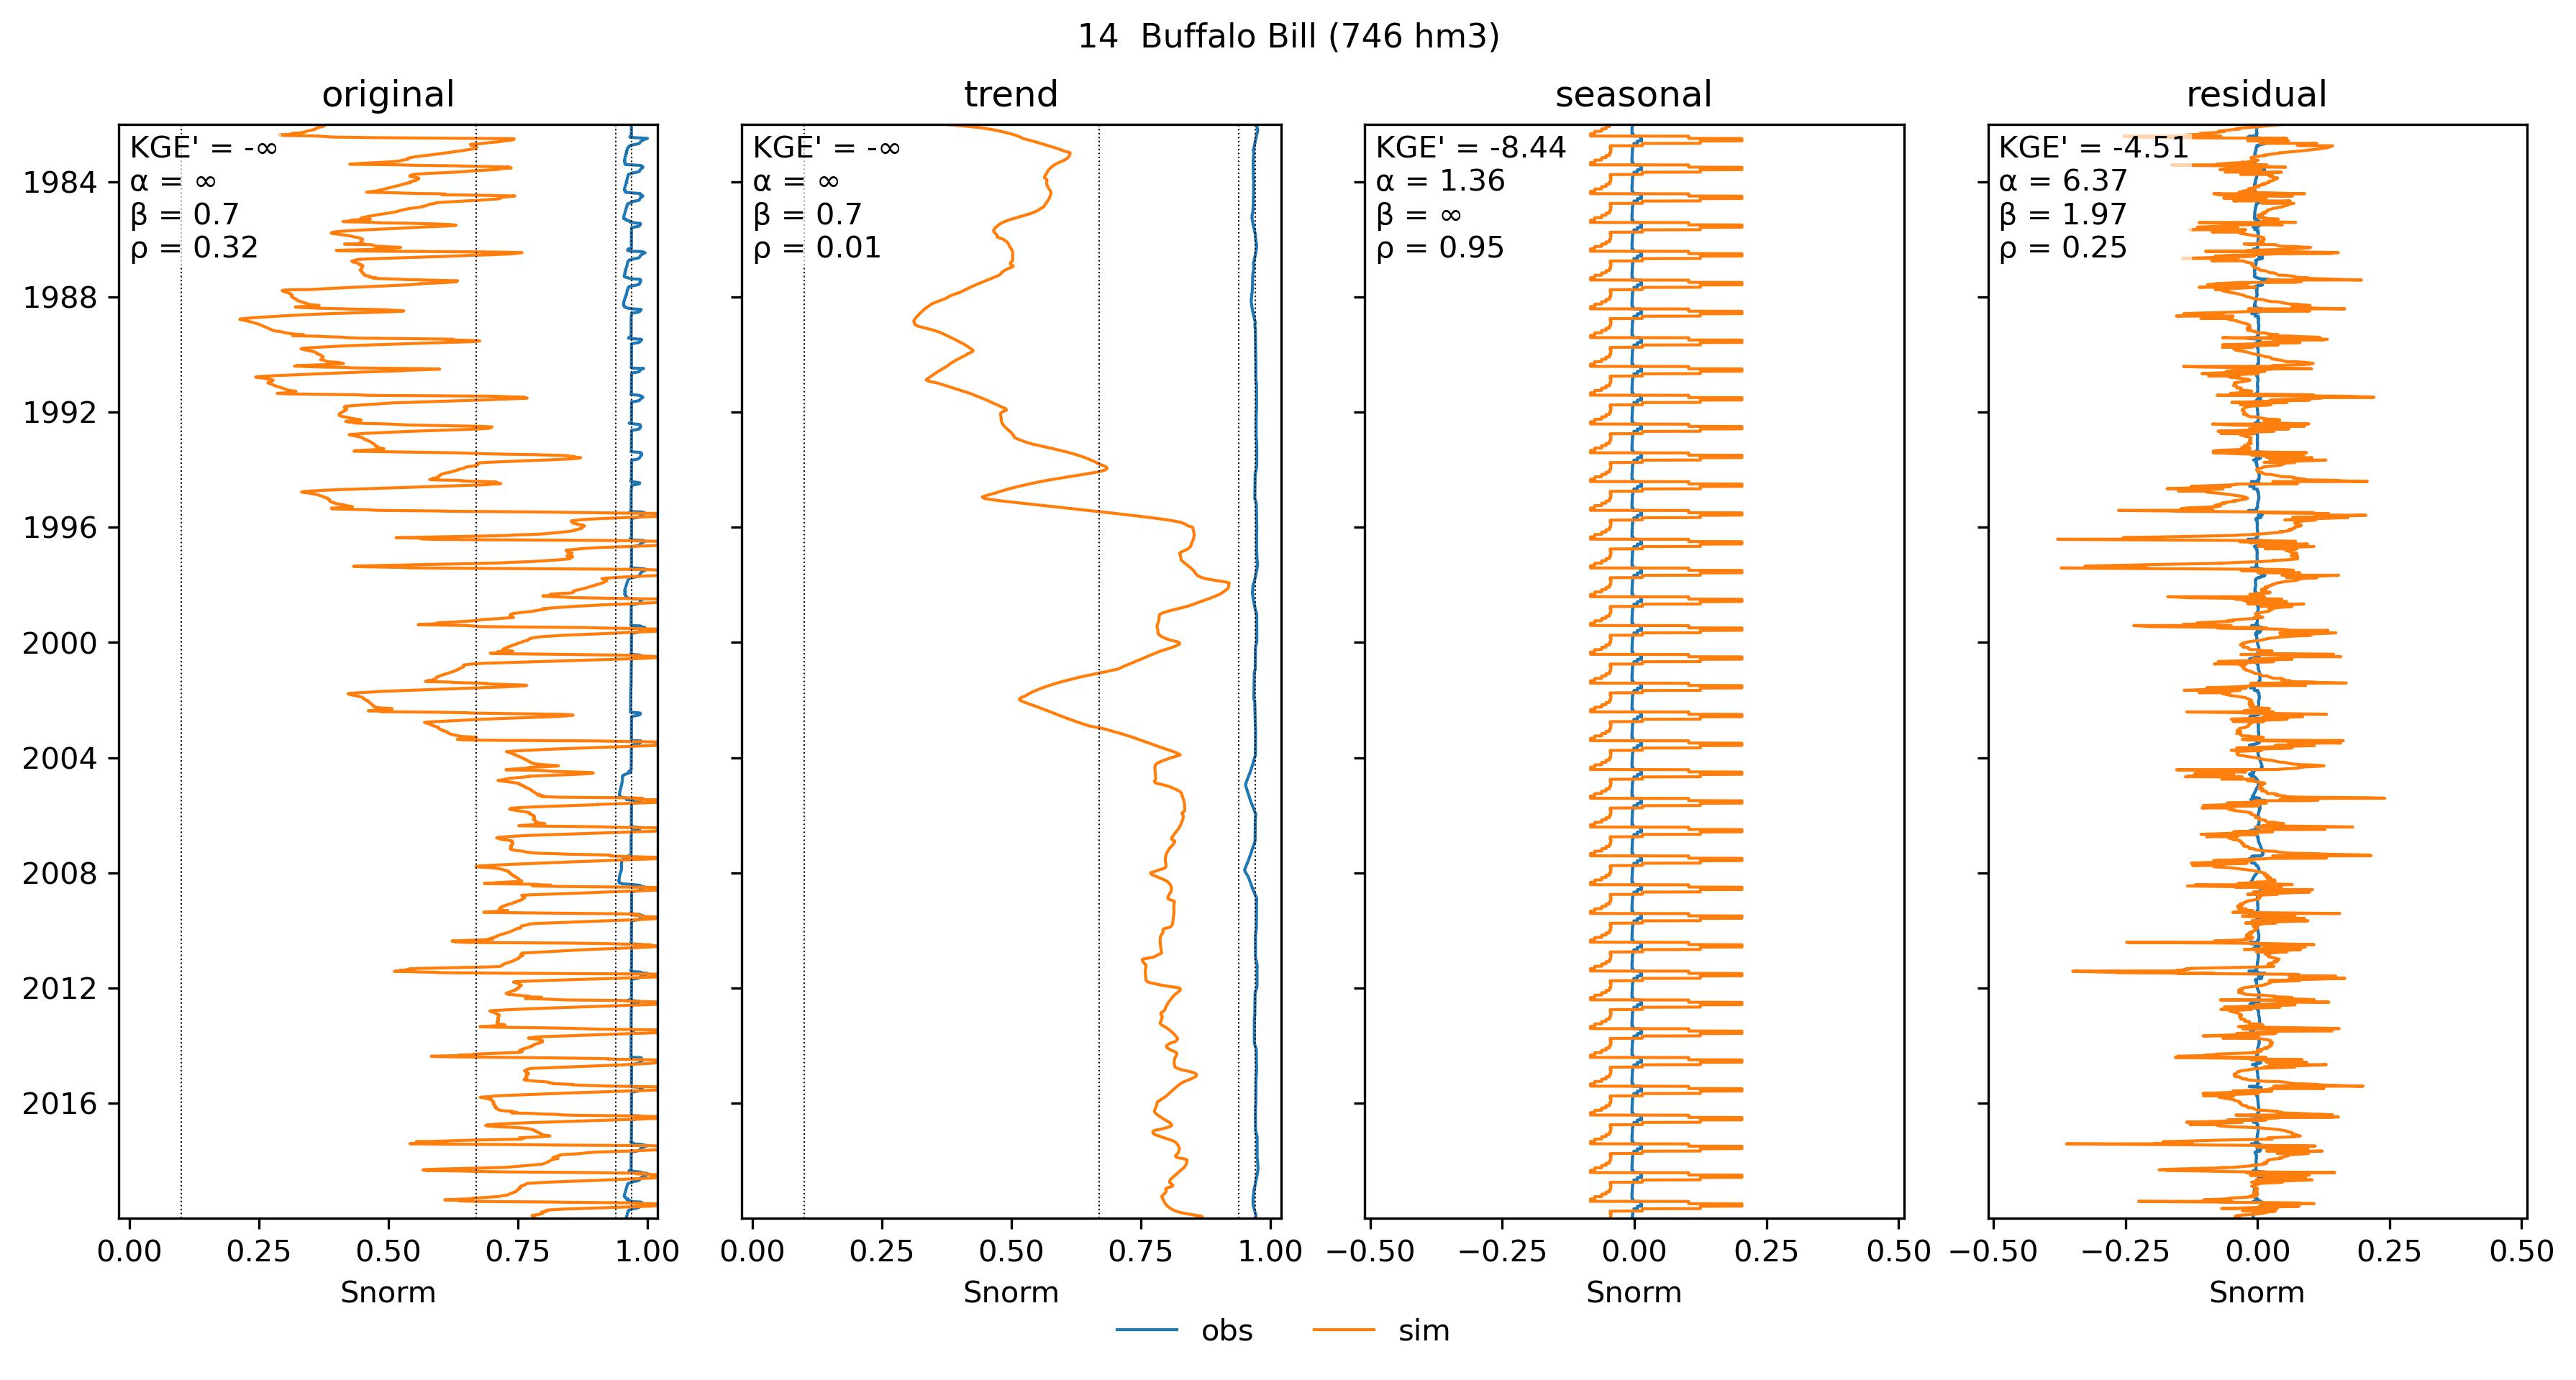 14  Buffalo Bill (746 hm3)
original
trend
seasonal
residual
KGE' = -∞
α = ∞
β = 0.7
ρ = 0.32
KGE' = -∞
α = ∞
β = 0.7
ρ = 0.01
KGE' = -8.44
α = 1.36
β = ∞
ρ = 0.95
KGE' = -4.51
α = 6.37
β = 1.97
ρ = 0.25
1984
1988
1992
1996
2000
2004
2008
2012
2016
0.00 0.25 0.50 0.75 1.00
0.00 0.25 0.50 0.75 1.00
−0.50 −0.25 0.00 0.25 0.50
−0.50 −0.25 0.00 0.25 0.50
Snorm
Snorm
Snorm
Snorm
obs
sim